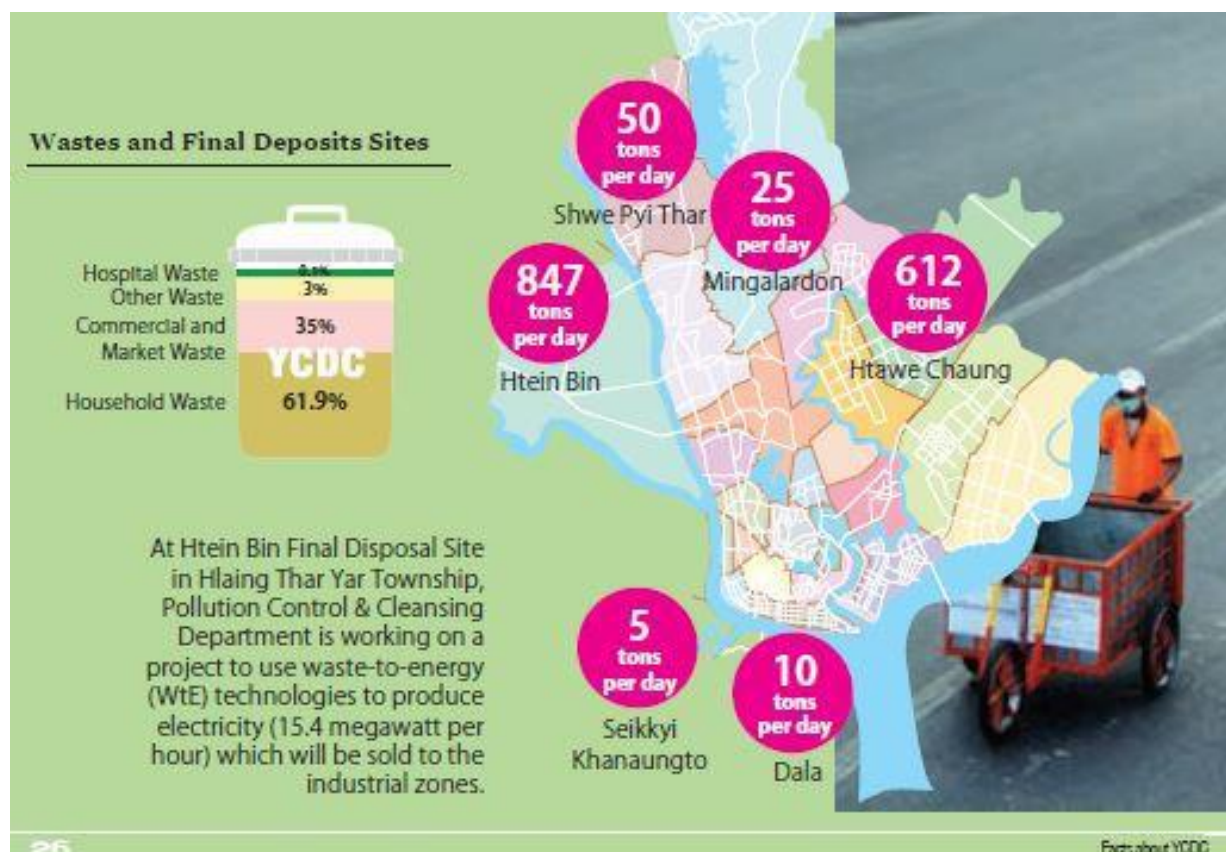 Wastes and Final Deposits Sites
Hospital Waste
Other Waste
3%
Commercial and
Market Waste
35%
YCDC
Household Waste
61.9%
50
tons
per day
Shwe Pyi Thar
25
tons
per day
Mingalardon
847
tons
per day
Htein Bin
612
tons
per day
Htawe Chaung
At Htein Bin Final Disposal Site
in Hlaing Thar Yar Township,
Pollution Control & Cleansing
Department is working on a
project to use waste-to-energy
(WtE) technologies to produce
electricity (15.4 megawatt per
hour) which will be sold to the
industrial zones.
5
tons
per day
Seikkyi
Khanaungto
10
tons
per day
Dala
Facts about YCDC